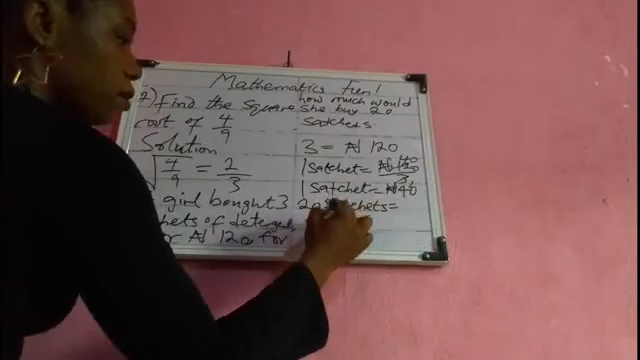 Mathematics Fun!
2) Find the square
root of 4/9
Solution
√4/9 = 2/3
girl bought 3
chets of detergent
or ₦ 120 for
how much would
she buy 20
satchets.
3 = ₦ 120
1 satchet = ₦ 120/3
1 satchet = ₦40
20 satchets =